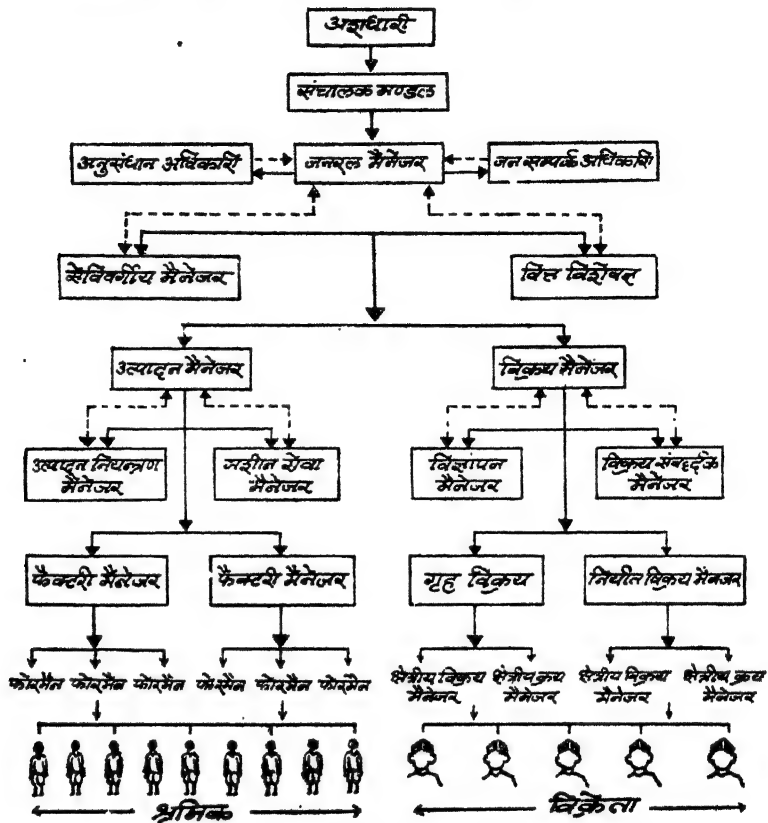 अंशधारी
संचालक मण्डल
अनुसंधान अधिकारी
जनरल मैनेजर
जन सम्पर्क अधिकारी
सेविवर्गीय मैनेजर
वित्त विशेषज्ञ
उत्पादन मैनेजर
विक्रय मैनेजर
उत्पादन नियन्त्रण
मैनेजर
मशीन सेवा
मैनेजर
विज्ञापन
मैनेजर
विक्रय संवर्द्धक
मैनेजर
फैक्टरी मैनेजर
फैक्टरी मैनेजर
गृह विक्रय
निर्यात विक्रय मैनेजर
फोरमैन फोरमैन फोरमैन
फोरमैन फोरमैन फोरमैन
क्षेत्रीय विक्रय
मैनेजर
क्षेत्रीय क्रय
मैनेजर
क्षेत्रीय विक्रय
मैनेजर
क्षेत्रीय क्रय
मैनेजर
श्रमिक
विक्रेता